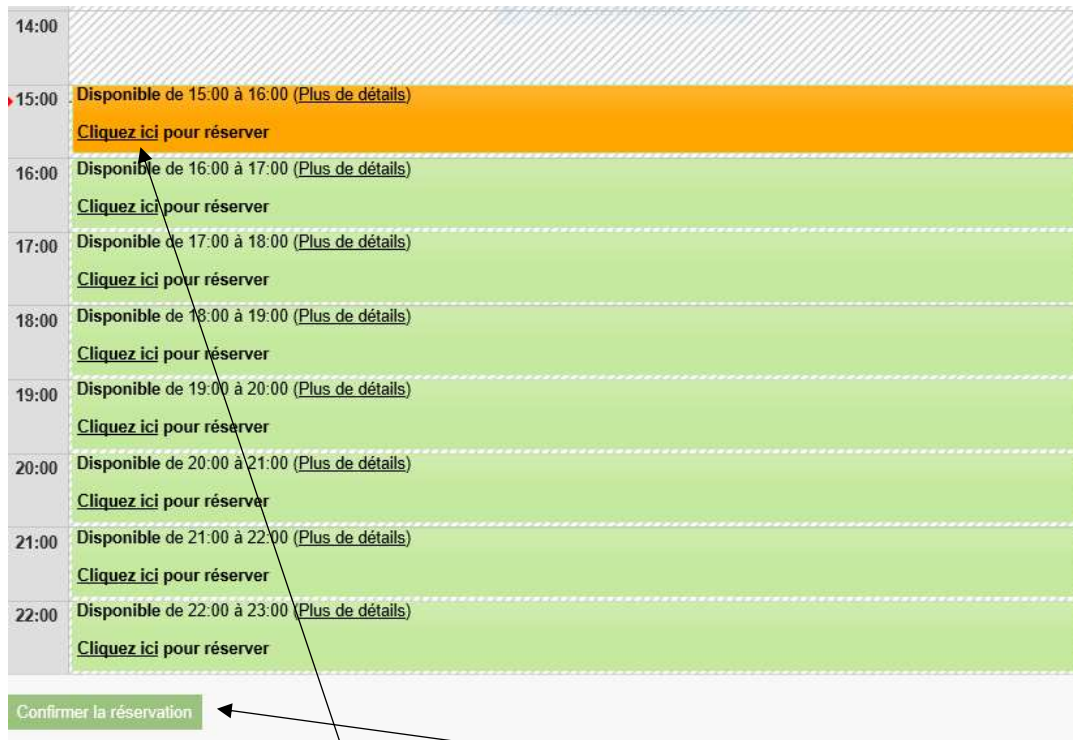 14:00
15:00 Disponible de 15:00 à 16:00 (Plus de détails)
Cliquez ici pour réserver
16:00 Disponible de 16:00 à 17:00 (Plus de détails)
Cliquez ici pour réserver
17:00 Disponible de 17:00 à 18:00 (Plus de détails)
Cliquez ici pour réserver
18:00 Disponible de 18:00 à 19:00 (Plus de détails)
Cliquez ici pour réserver
19:00 Disponible de 19:00 à 20:00 (Plus de détails)
Cliquez ici pour réserver
20:00 Disponible de 20:00 à 21:00 (Plus de détails)
Cliquez ici pour réserver
21:00 Disponible de 21:00 à 22:00 (Plus de détails)
Cliquez ici pour réserver
22:00 Disponible de 22:00 à 23:00 (Plus de détails)
Cliquez ici pour réserver
Confirmer la réservation